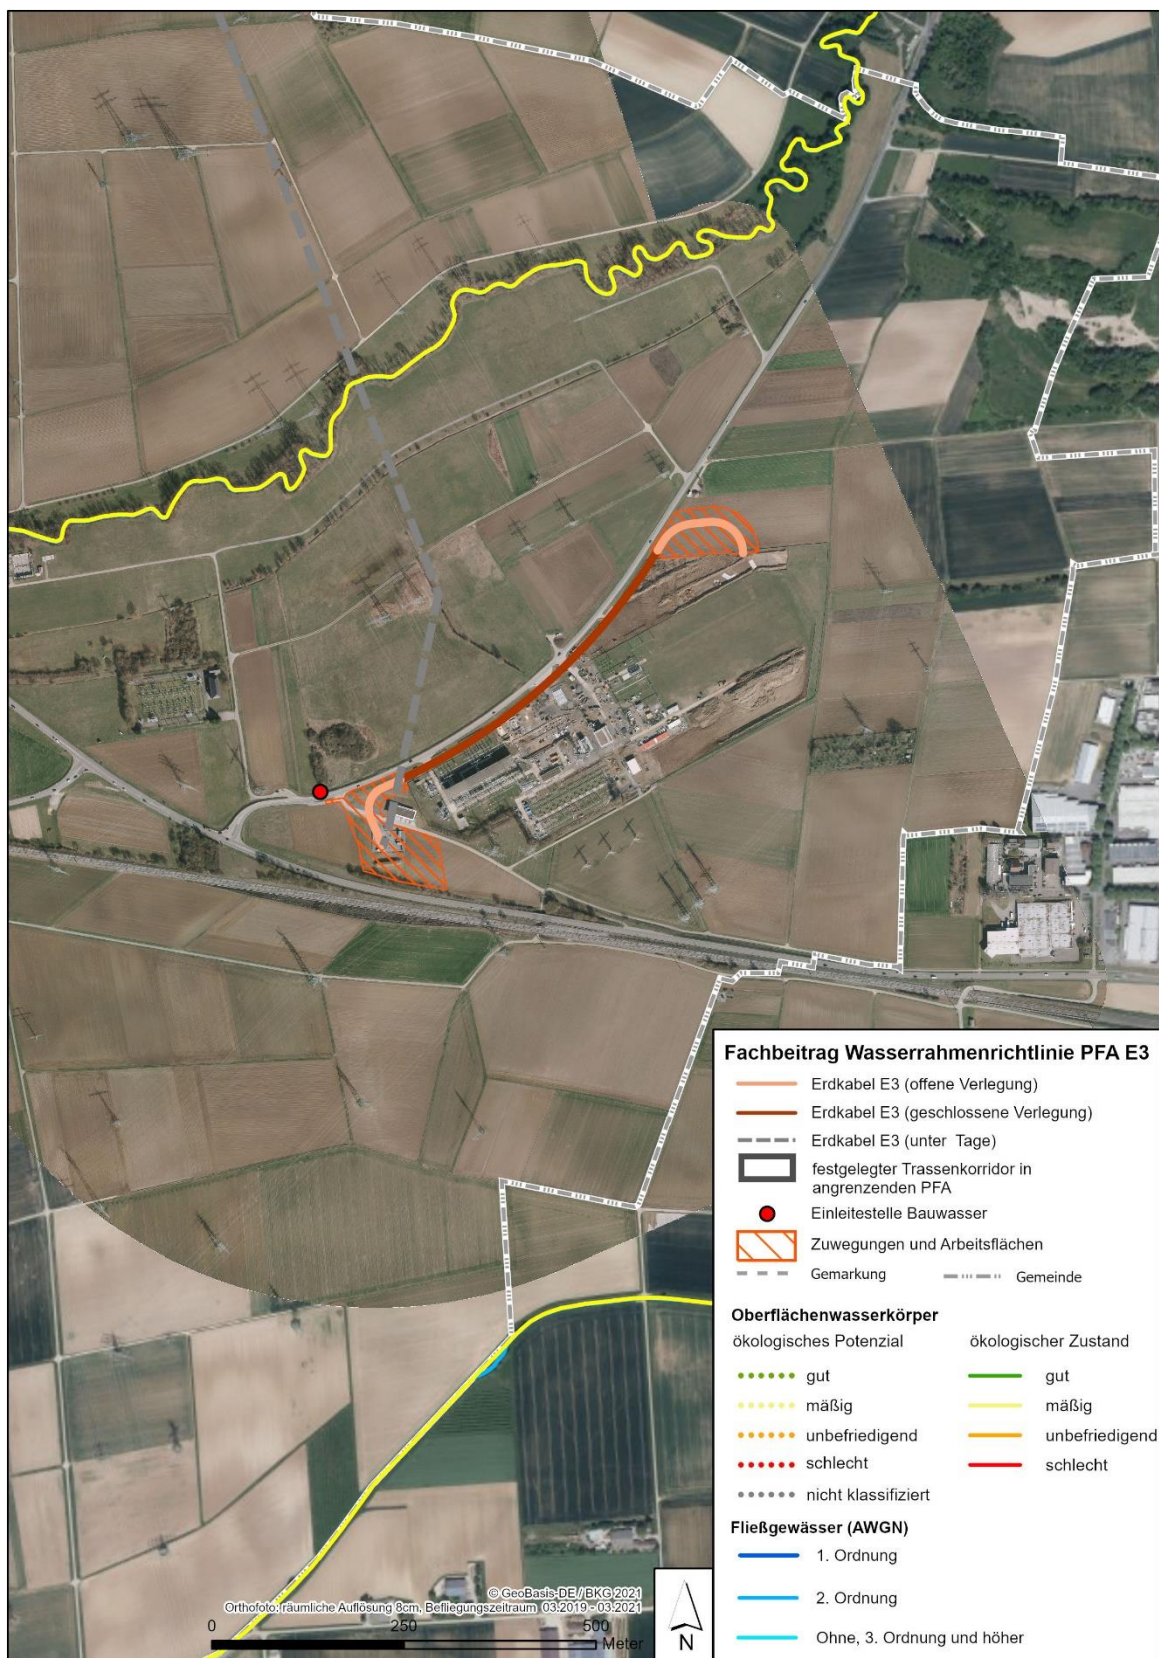 Fachbeitrag Wasserrahmenrichtlinie PFA E3
Erdkabel E3 (offene Verlegung)
Erdkabel E3 (geschlossene Verlegung)
Erdkabel E3 (unter Tage)
festgelegter Trassenkorridor in
angrenzenden PFA
Einleitestelle Bauwasser
Zuwegungen und Arbeitsflächen
Gemarkung Gemeinde
Oberflächenwasserkörper
ökologisches Potenzial ökologischer Zustand
gut gut
mäßig mäßig
unbefriedigend unbefriedigend
schlecht schlecht
nicht klassifiziert
Fließgewässer (AWGN)
1. Ordnung
2. Ordnung
Ohne, 3. Ordnung und höher
© GeoBasis-DE / BKG 2021
Orthofoto: räumliche Auflösung 8cm, Befliegungszeitraum 03.2019 - 03.2021
0 250 500
Meter
N